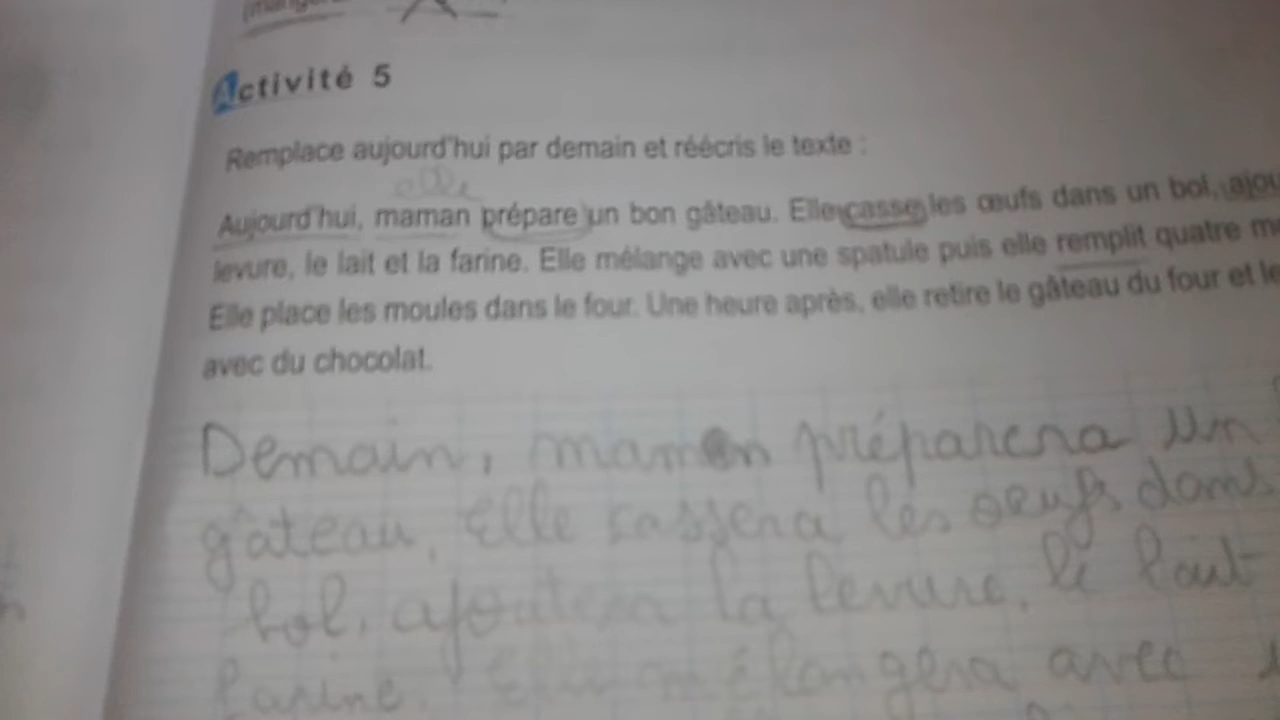 Activité 5
Remplace aujourd'hui par demain et réécris le texte :
elle
Aujourd'hui, maman prépare un bon gâteau. Elle casse les œufs dans un bol, ajou
levure, le lait et la farine. Elle mélange avec une spatule puis elle remplit quatre
Elle place les moules dans le four. Une heure après, elle retire le gâteau du four et
avec du chocolat.
Demain, maman préparera un
gâteau, Elle cassera les oeufs dans
bol, ajoutera la levure, le lait
farine. Elle mélangera avec